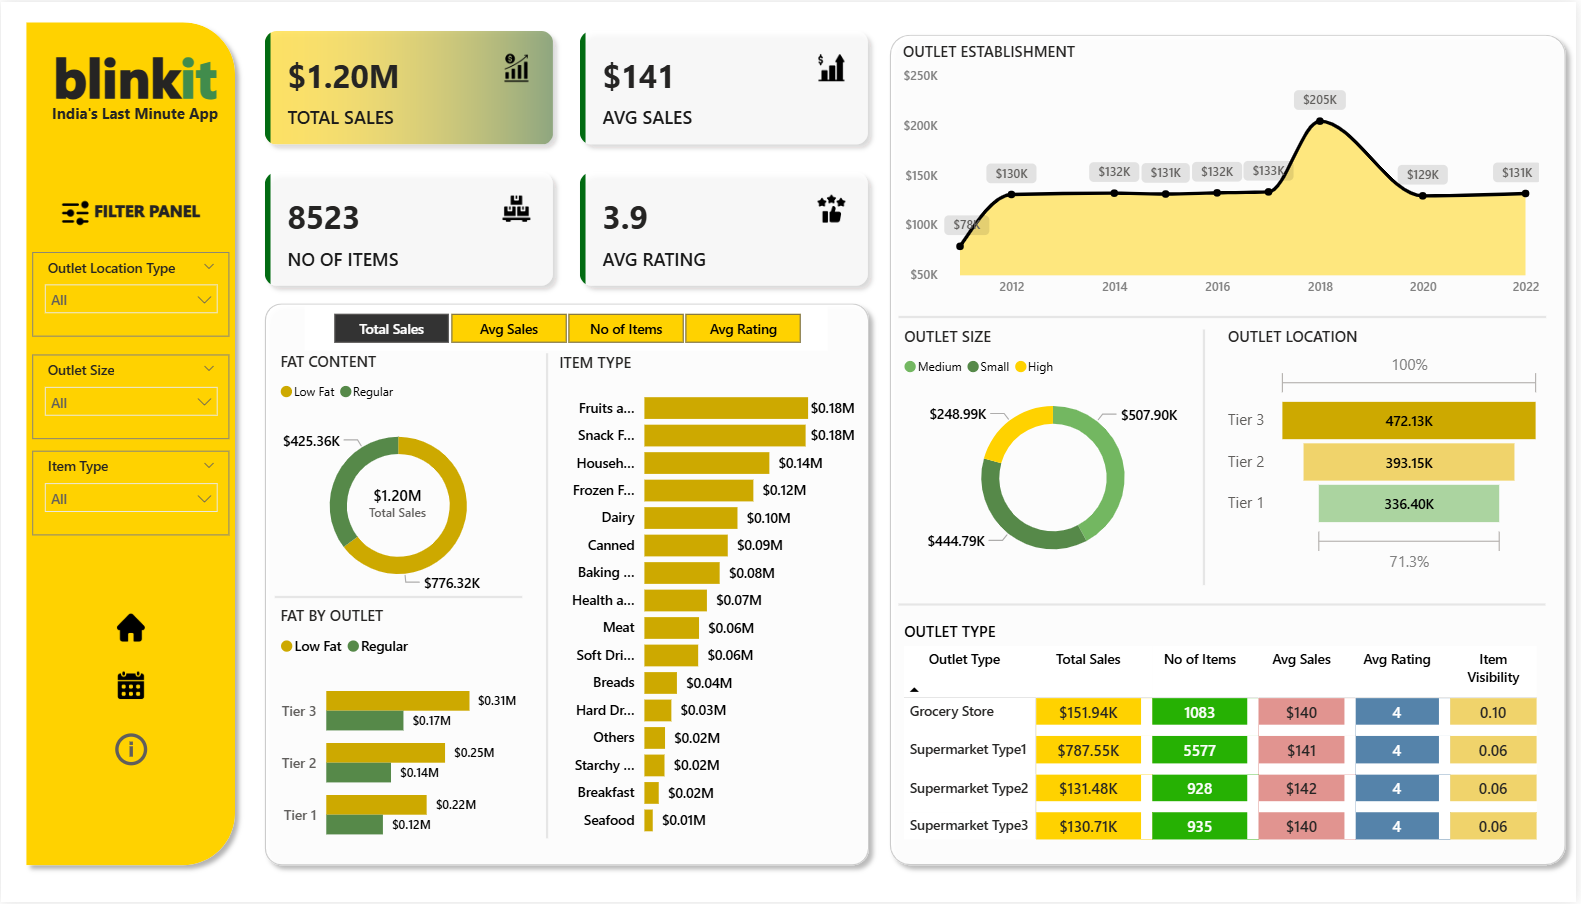 blinkit
India's Last Minute App
FILTER PANEL
Outlet Location Type
All
Outlet Size
All
Item Type
All
$1.20M
TOTAL SALES
$141
AVG SALES
8523
NO OF ITEMS
3.9
AVG RATING
Total Sales
Avg Sales
No of Items
Avg Rating
FAT CONTENT
Low Fat Regular
$425.36K
$1.20M
Total Sales
$776.32K
FAT BY OUTLET
Low Fat Regular
Tier 3
$0.31M
$0.17M
Tier 2
$0.25M
$0.14M
Tier 1
$0.22M
$0.12M
ITEM TYPE
Fruits a... $0.18M
Snack F... $0.18M
Househ... $0.14M
Frozen F... $0.12M
Dairy $0.10M
Canned $0.09M
Baking ... $0.08M
Health a... $0.07M
Meat $0.06M
Soft Dri... $0.06M
Breads $0.04M
Hard Dr... $0.03M
Others $0.02M
Starchy ... $0.02M
Breakfast $0.02M
Seafood $0.01M
OUTLET ESTABLISHMENT
$250K
$200K
$150K
$100K
$50K
$78K
$130K
$132K
$131K
$132K
$133K
$205K
$129K
$131K
2012 2014 2016 2018 2020 2022
OUTLET SIZE
Medium Small High
$248.99K
$507.90K
$444.79K
OUTLET LOCATION
100%
Tier 3 472.13K
Tier 2 393.15K
Tier 1 336.40K
71.3%
OUTLET TYPE
Outlet Type Total Sales No of Items Avg Sales Avg Rating Item Visibility
Grocery Store $151.94K 1083 $140 4 0.10
Supermarket Type1 $787.55K 5577 $141 4 0.06
Supermarket Type2 $131.48K 928 $142 4 0.06
Supermarket Type3 $130.71K 935 $140 4 0.06